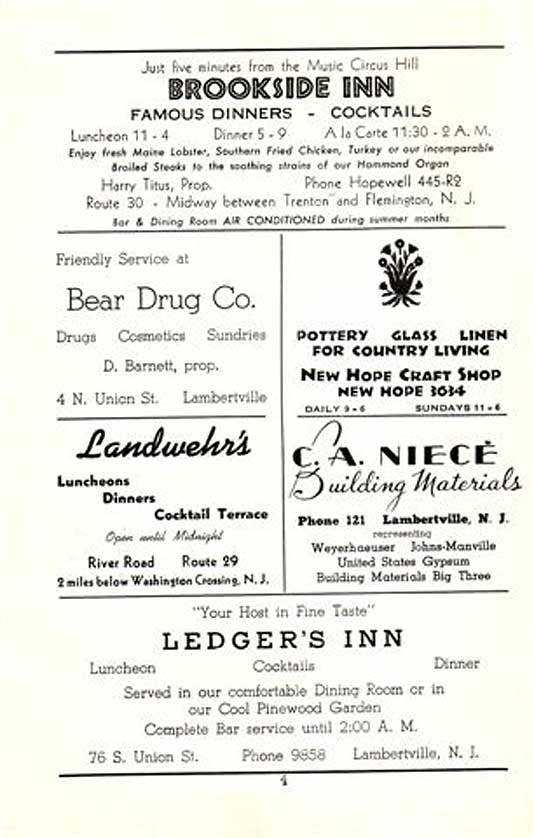 Just five minutes from the Music Circus Hill
BROOKSIDE INN
FAMOUS DINNERS - COCKTAILS
Luncheon 11 - 4 Dinner 5 - 9 A la Carte 11:30 - 2 A. M.
Enjoy fresh Maine Lobster, Southern Fried Chicken, Turkey or our incomparable
Broiled Steaks to the soothing strains of our Hammond Organ
Harry Titus, Prop. Phone Hopewell 445-R2
Route 30 - Midway between Trenton and Flemington, N. J.
Bar & Dining Room AIR CONDITIONED during summer months
Friendly Service at
Bear Drug Co.
Drugs Cosmetics Sundries
D. Barnett, prop.
4 N. Union St. Lambertville
POTTERY GLASS LINEN
FOR COUNTRY LIVING
NEW HOPE CRAFT SHOP
NEW HOPE 3634
DAILY 9 - 6 SUNDAYS 11 - 6
Landwehr's
Luncheons
Dinners
Cocktail Terrace
Open until Midnight
River Road Route 29
2 miles below Washington Crossing, N. J.
C. A. NIECE
Building Materials
Phone 121 Lambertville, N. J.
representing
Weyerhaeuser Johns-Manville
United States Gypsum
Building Materials Big Three
"Your Host in Fine Taste"
LEDGER'S INN
Luncheon Cocktails Dinner
Served in our comfortable Dining Room or in
our Cool Pinewood Garden
Complete Bar service until 2:00 A. M.
76 S. Union St. Phone 9858 Lambertville, N. J.
4